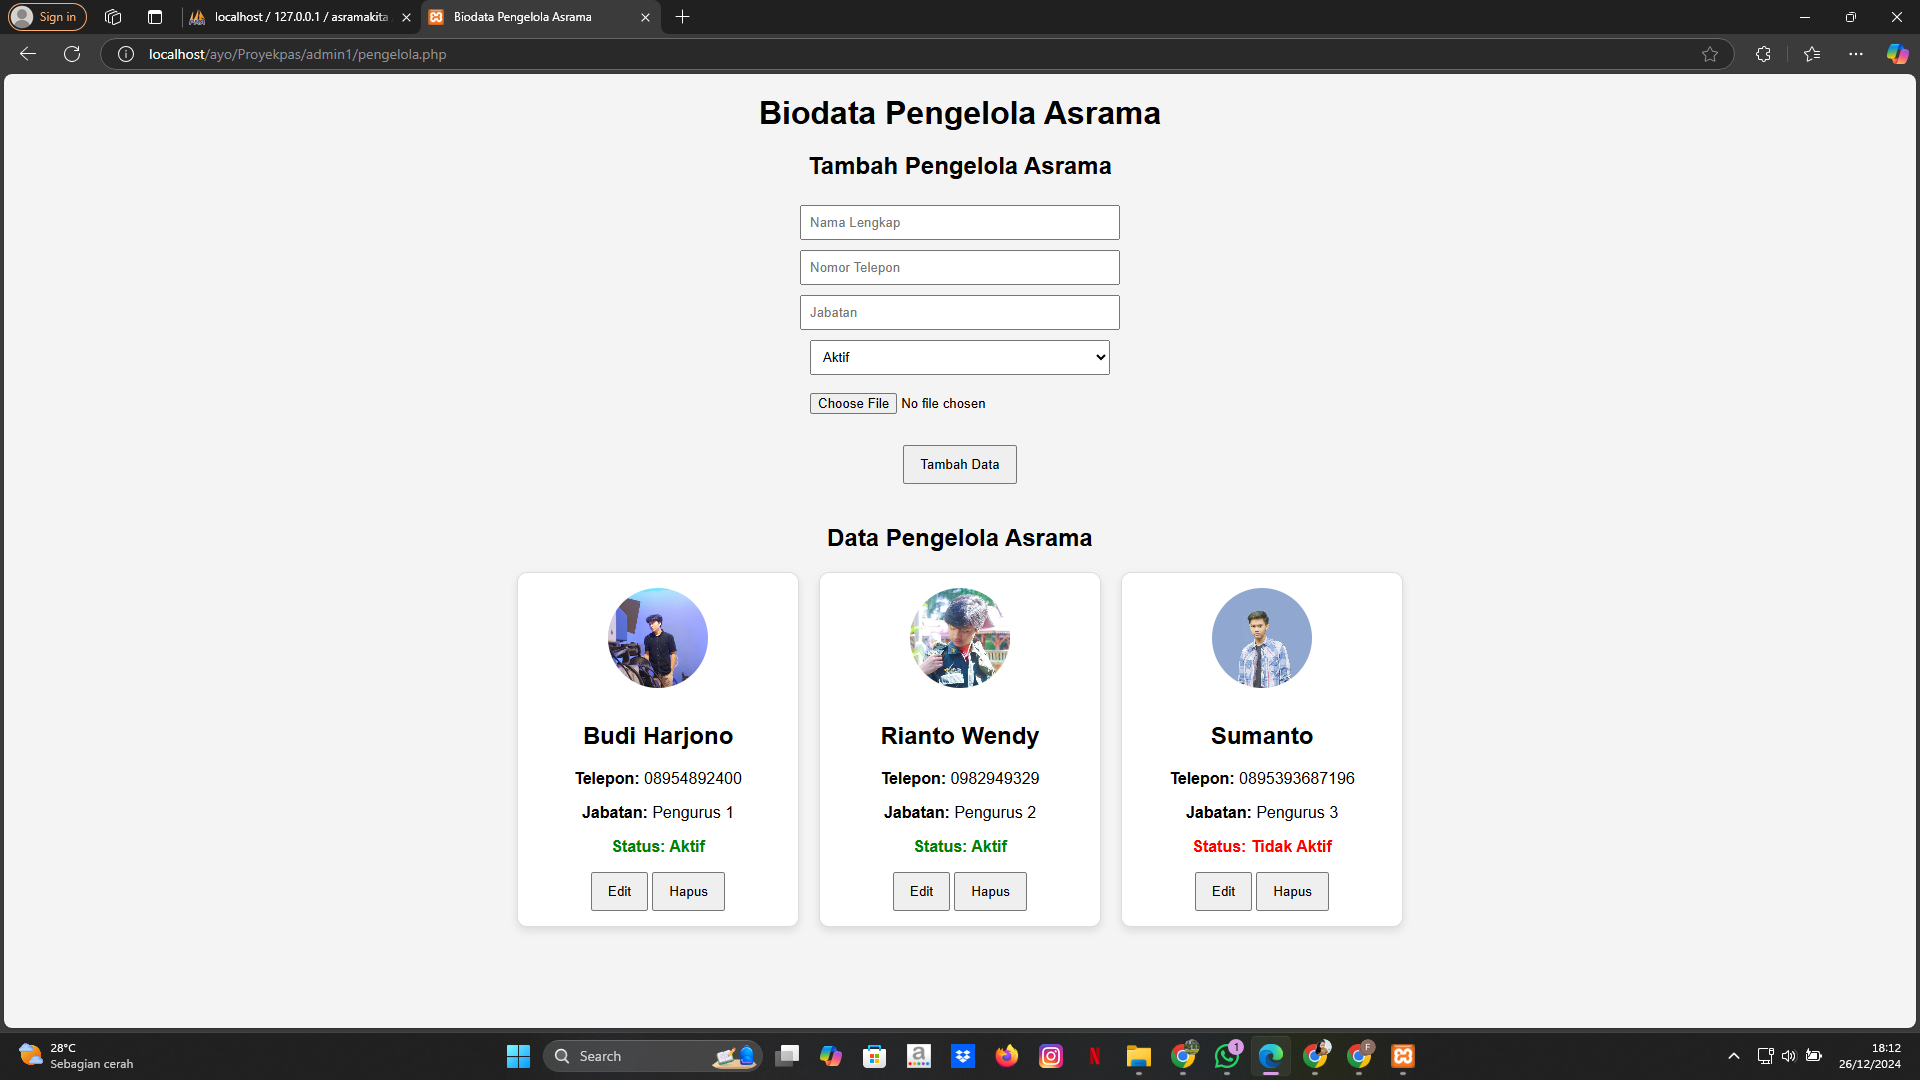 Sign in
localhost / 127.0.0.1 / asramakita
Biodata Pengelola Asrama
localhost/ayo/Proyekpas/admin1/pengelola.php
Biodata Pengelola Asrama
Tambah Pengelola Asrama
Nama Lengkap
Nomor Telepon
Jabatan
Aktif
Choose File No file chosen
Tambah Data
Data Pengelola Asrama
Budi Harjono
Telepon: 08954892400
Jabatan: Pengurus 1
Status: Aktif
Edit Hapus
Rianto Wendy
Telepon: 0982949329
Jabatan: Pengurus 2
Status: Aktif
Edit Hapus
Sumanto
Telepon: 0895393687196
Jabatan: Pengurus 3
Status: Tidak Aktif
Edit Hapus
28°C
Sebagian cerah
Search
1
F
18:12
26/12/2024